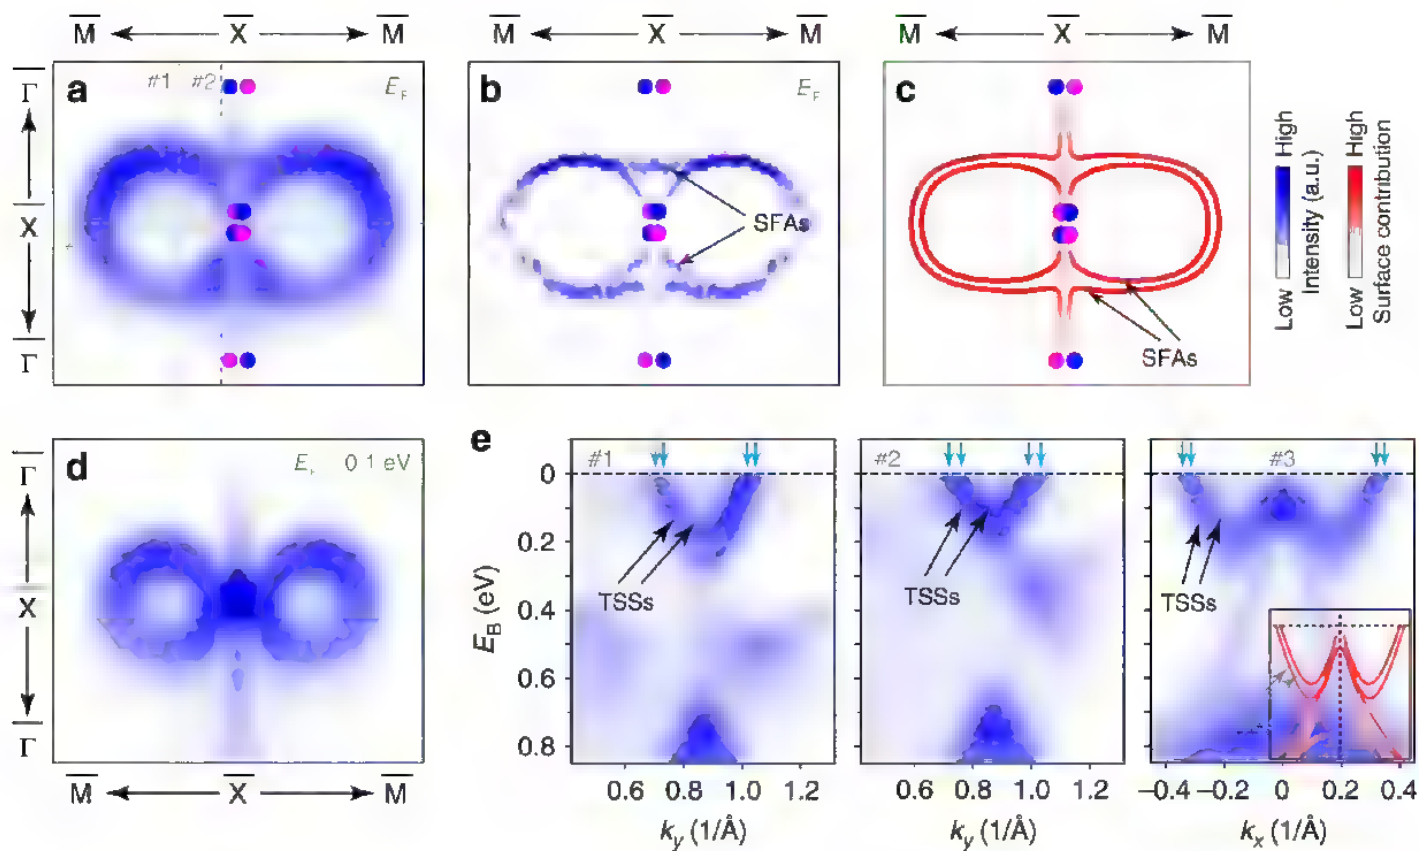 M X M M X M M X M
a #1 #2 E_F
b E_F
c
Γ
X
Γ
SFAs
SFAs
Low High
Intensity (a.u.)
Low High
Surface contribution
d E_F 0 1 eV
Γ
X
Γ
M X M
e #1 #2 #3
0
0.2
0.4
0.6
0.8
E_B (eV)
TSSs TSSs TSSs
0.6 0.8 1.0 1.2 0.6 0.8 1.0 1.2 −0.4 −0.2 0 0.2 0.4
k_y (1/Å) k_y (1/Å) k_x (1/Å)